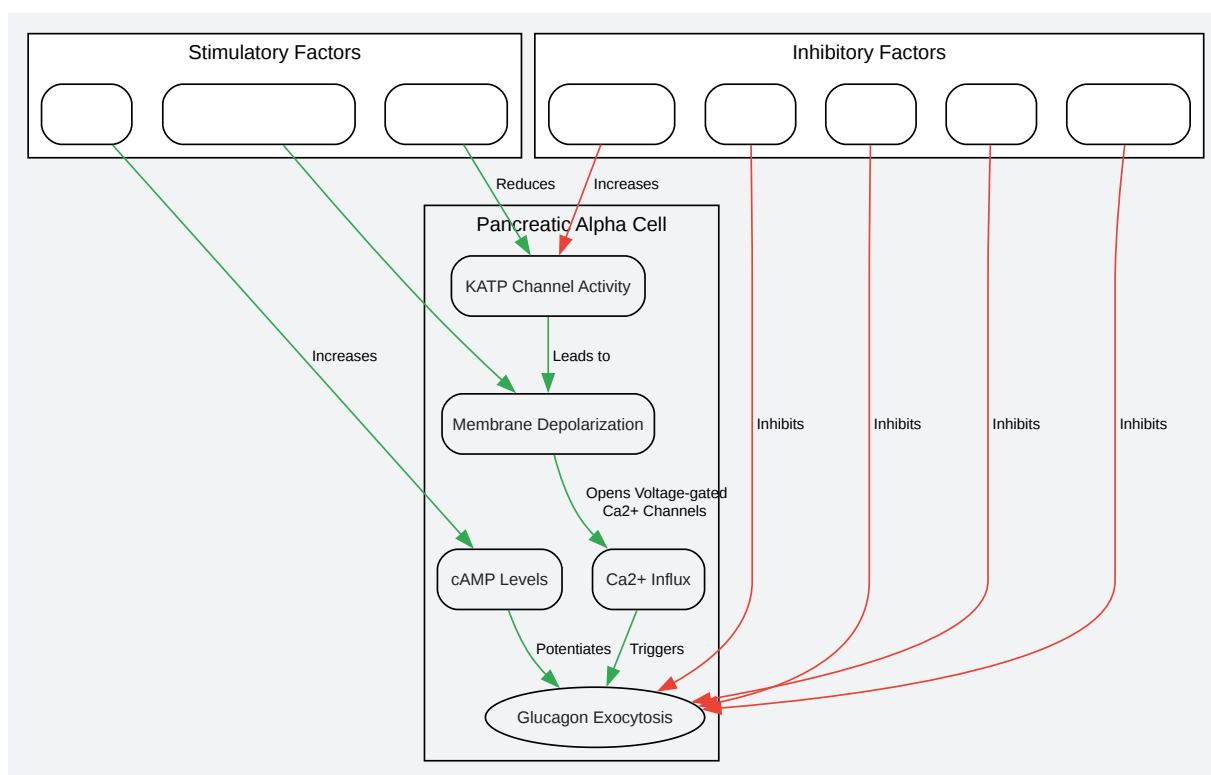 Stimulatory Factors
Inhibitory Factors
Reduces
Increases
Pancreatic Alpha Cell
KATP Channel Activity
Increases
Leads to
Membrane Depolarization
Inhibits
Inhibits
Inhibits
Inhibits
Opens Voltage-gated
Ca2+ Channels
cAMP Levels
Ca2+ Influx
Potentiates
Triggers
Glucagon Exocytosis